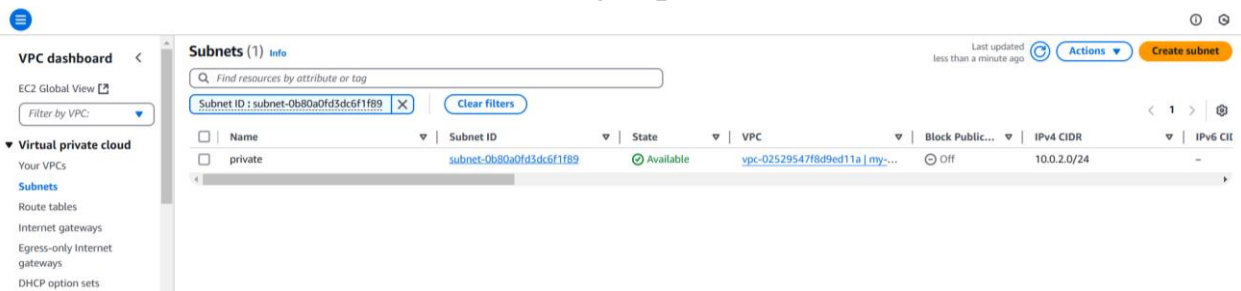 VPC dashboard
EC2 Global View
Filter by VPC:
Virtual private cloud
Your VPCs
Subnets
Route tables
Internet gateways
Egress-only Internet
gateways
DHCP option sets
Subnets (1) Info
Last updated
less than a minute ago
Actions
Create subnet
Find resources by attribute or tag
Subnet ID : subnet-0b80a0fd3dc6f1f89
Clear filters
1
Name Subnet ID State VPC Block Public... IPv4 CIDR IPv6 CII
private subnet-0b80a0fd3dc6f1f89 Available vpc-02529547f8d9ed11a | my-... Off 10.0.2.0/24 –